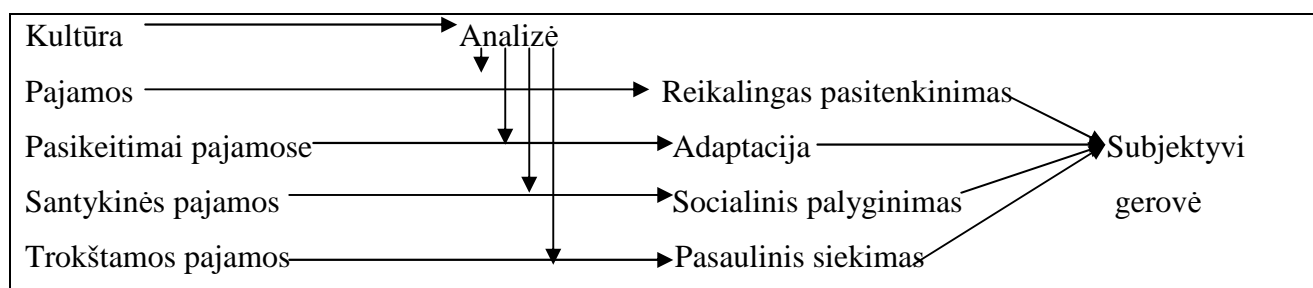 Kultūra Analizė
Pajamos Reikalingas pasitenkinimas
Pasikeitimai pajamose Adaptacija Subjektyvi
Santykinės pajamos Socialinis palyginimas gerovė
Trokštamos pajamos Pasaulinis siekimas